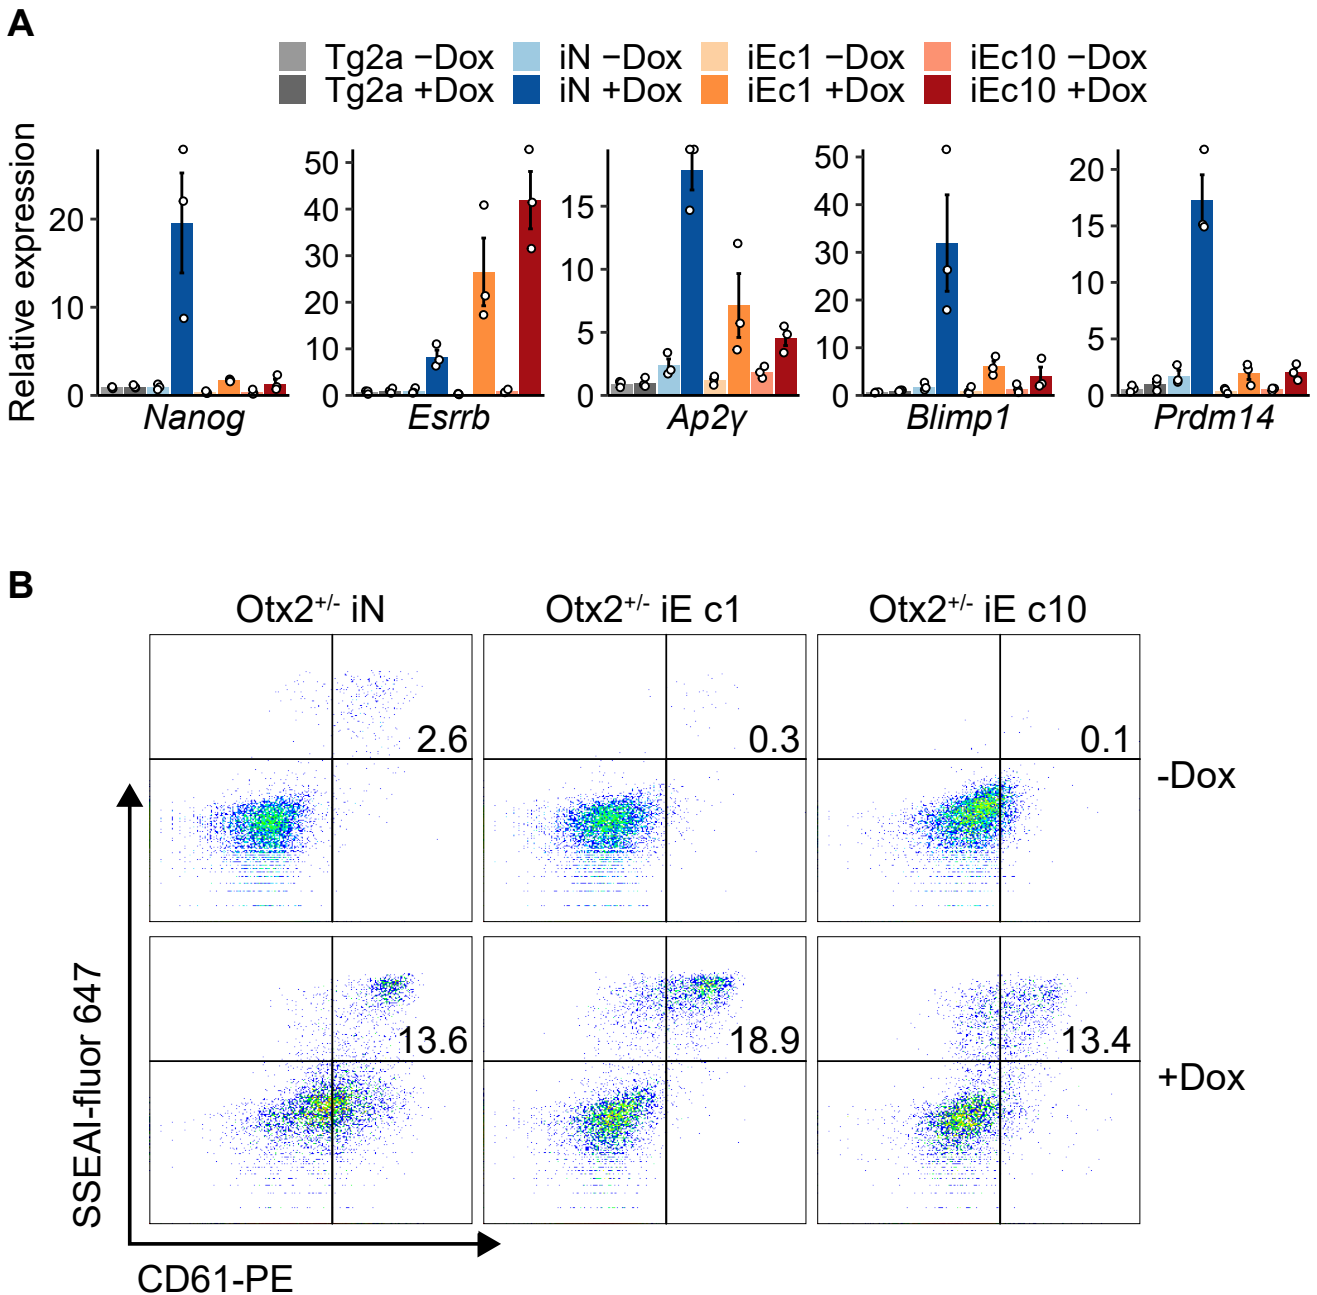 A
Tg2a −Dox iN −Dox iEc1 −Dox iEc10 −Dox
Tg2a +Dox iN +Dox iEc1 +Dox iEc10 +Dox
Relative expression
0 10 20
Nanog
0 10 20 30 40 50
Esrrb
0 5 10 15
Ap2γ
0 10 20 30 40 50
Blimp1
0 5 10 15 20
Prdm14
B
Otx2+/- iN Otx2+/- iE c1 Otx2+/- iE c10
2.6 0.3 0.1
-Dox
13.6 18.9 13.4
+Dox
SSEAI-fluor 647
CD61-PE